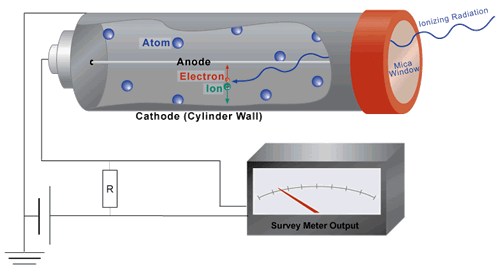 Ionizing Radiation
Atom
Anode
Mica
Window
Electron
Ion
Cathode (Cylinder Wall)
R
Survey Meter Output